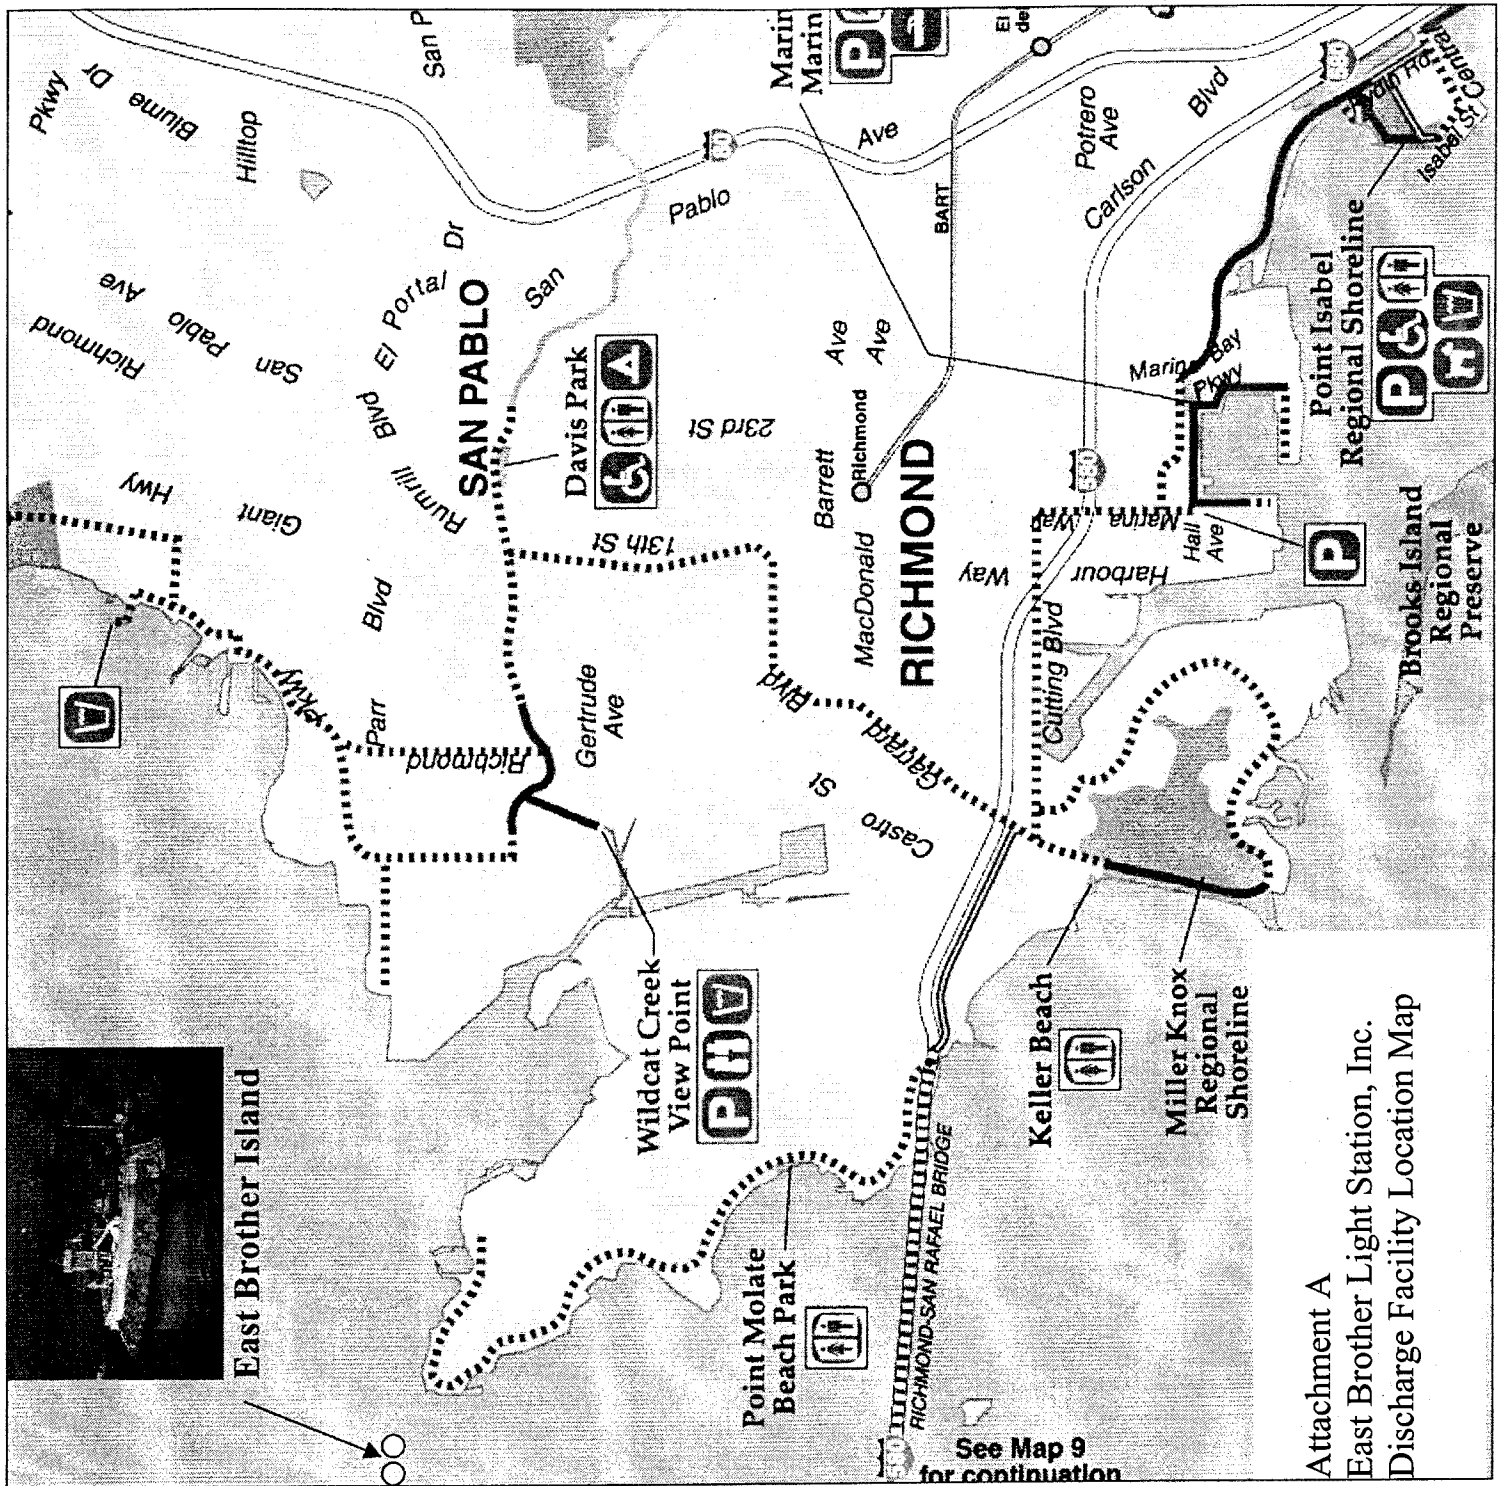 East Brother Island
Pkwy
Blume
Dr
Hilltop
San P
Richmond
Ave
San
Pablo
El Portal
Dr
SAN PABLO
San
Pablo
Ave
Giant
Hwy
Rumrill
Blvd
Parr
Blvd
Pkwy
Richmond
Davis Park
23rd St
13th St
Gertrude
Ave
Wildcat Creek
View Point
P
Marin
Marin
P
BART
Potrero
Ave
Carlson
Blvd
Central
Isabel St
Barrett
Ave
MacDonald
Ave
Richmond
RICHMOND
Garrard
Blvd
Castro
St
Cutting Blvd
Harbour
Way
Marina
Way
Hall
Ave
Marina Bay
Pkwy
Point Isabel
Regional Shoreline
P
P
Brooks Island
Regional
Preserve
Keller Beach
Miller Knox
Regional
Shoreline
Point Molate
Beach Park
RICHMOND-SAN RAFAEL BRIDGE
See Map 9
for continuation
Attachment A
East Brother Light Station, Inc.
Discharge Facility Location Map